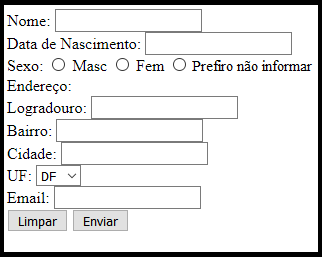 Nome:
Data de Nascimento:
Sexo: Masc Fem Prefiro não informar
Endereço:
Logradouro:
Bairro:
Cidade:
UF: DF
Email:
Limpar Enviar